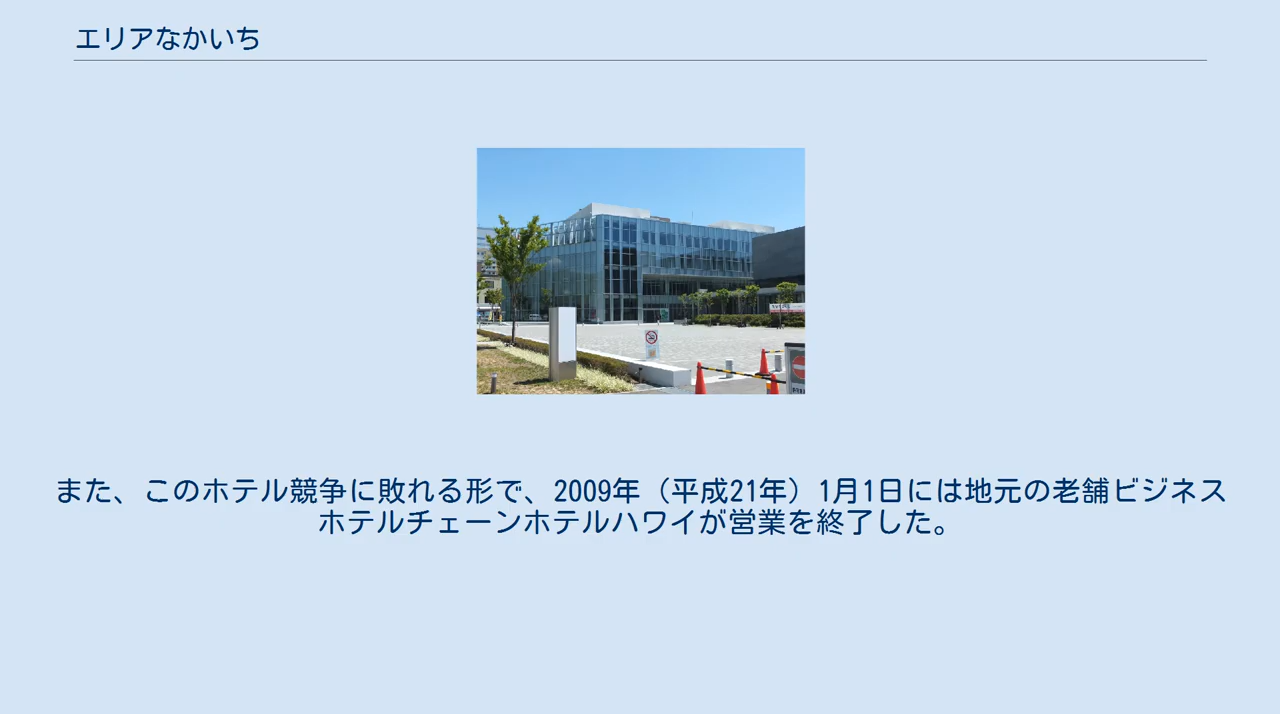 エリアなかいち
また、このホテル競争に敗れる形で、2009年（平成21年）1月1日には地元の老舗ビジネス
ホテルチェーンホテルハワイが営業を終了した。